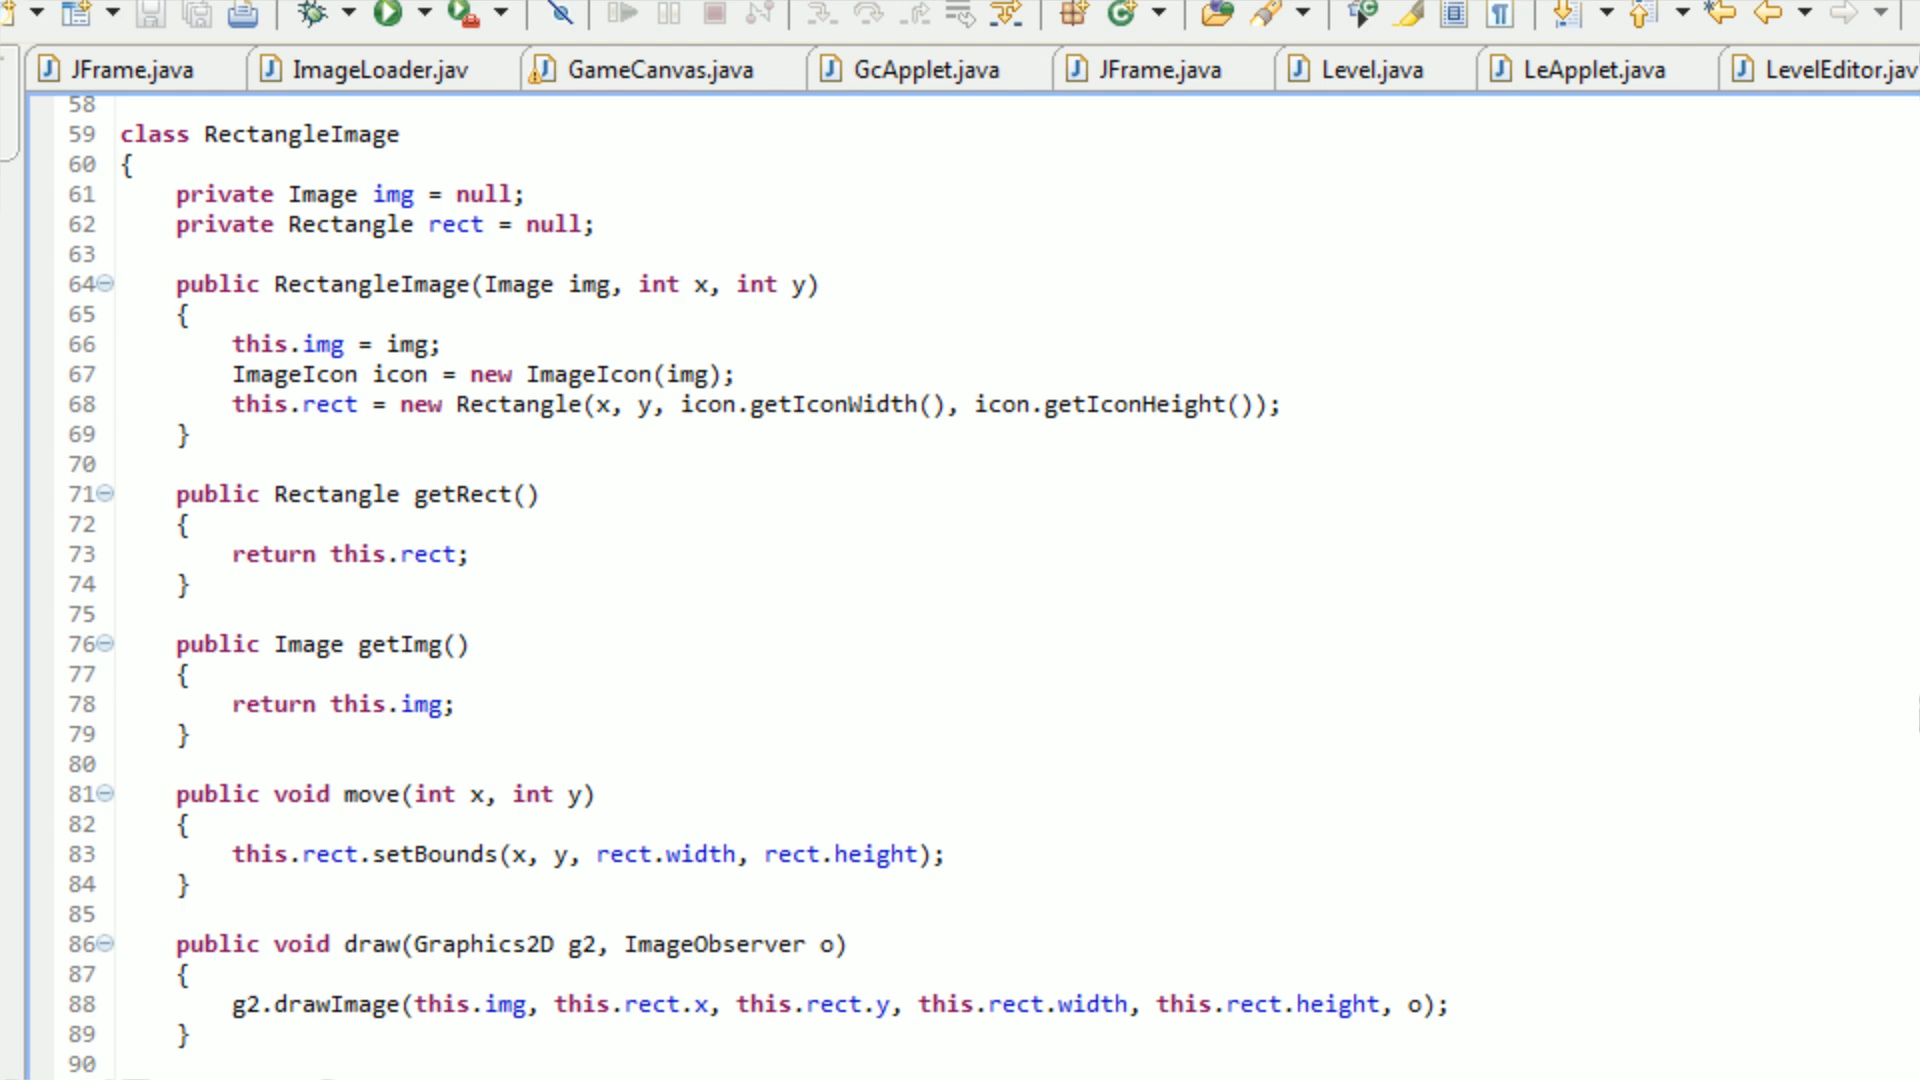 JFrame.java ImageLoader.jav GameCanvas.java GcApplet.java JFrame.java Level.java LeApplet.java LevelEditor.jav
58
59 class RectangleImage
60 {
61     private Image img = null;
62     private Rectangle rect = null;
63
64     public RectangleImage(Image img, int x, int y)
65     {
66         this.img = img;
67         ImageIcon icon = new ImageIcon(img);
68         this.rect = new Rectangle(x, y, icon.getIconWidth(), icon.getIconHeight());
69     }
70
71     public Rectangle getRect()
72     {
73         return this.rect;
74     }
75
76     public Image getImg()
77     {
78         return this.img;
79     }
80
81     public void move(int x, int y)
82     {
83         this.rect.setBounds(x, y, rect.width, rect.height);
84     }
85
86     public void draw(Graphics2D g2, ImageObserver o)
87     {
88         g2.drawImage(this.img, this.rect.x, this.rect.y, this.rect.width, this.rect.height, o);
89     }
90